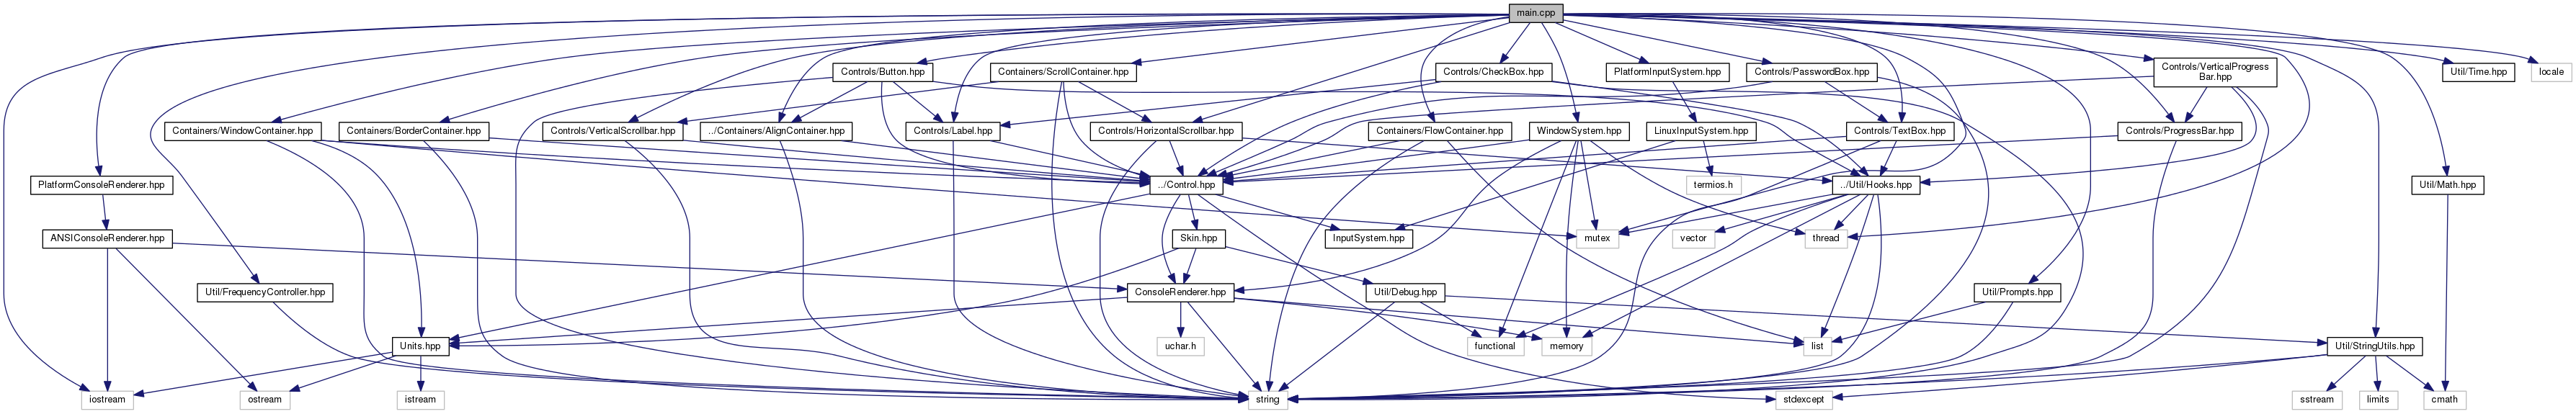 main.cpp
Controls/Button.hpp
Containers/ScrollContainer.hpp
Controls/CheckBox.hpp
PlatformInputSystem.hpp
Controls/PasswordBox.hpp
Controls/VerticalProgress
Bar.hpp
Util/Time.hpp
locale
Containers/WindowContainer.hpp
Containers/BorderContainer.hpp
Controls/VerticalScrollbar.hpp
../Containers/AlignContainer.hpp
Controls/Label.hpp
Controls/HorizontalScrollbar.hpp
Containers/FlowContainer.hpp
WindowSystem.hpp
LinuxInputSystem.hpp
Controls/TextBox.hpp
Controls/ProgressBar.hpp
PlatformConsoleRenderer.hpp
../Control.hpp
termios.h
../Util/Hooks.hpp
Util/Math.hpp
ANSIConsoleRenderer.hpp
Skin.hpp
InputSystem.hpp
mutex
vector
thread
Util/FrequencyController.hpp
ConsoleRenderer.hpp
Util/Debug.hpp
Util/Prompts.hpp
Units.hpp
uchar.h
functional
memory
list
Util/StringUtils.hpp
iostream
ostream
istream
string
stdexcept
sstream
limits
cmath